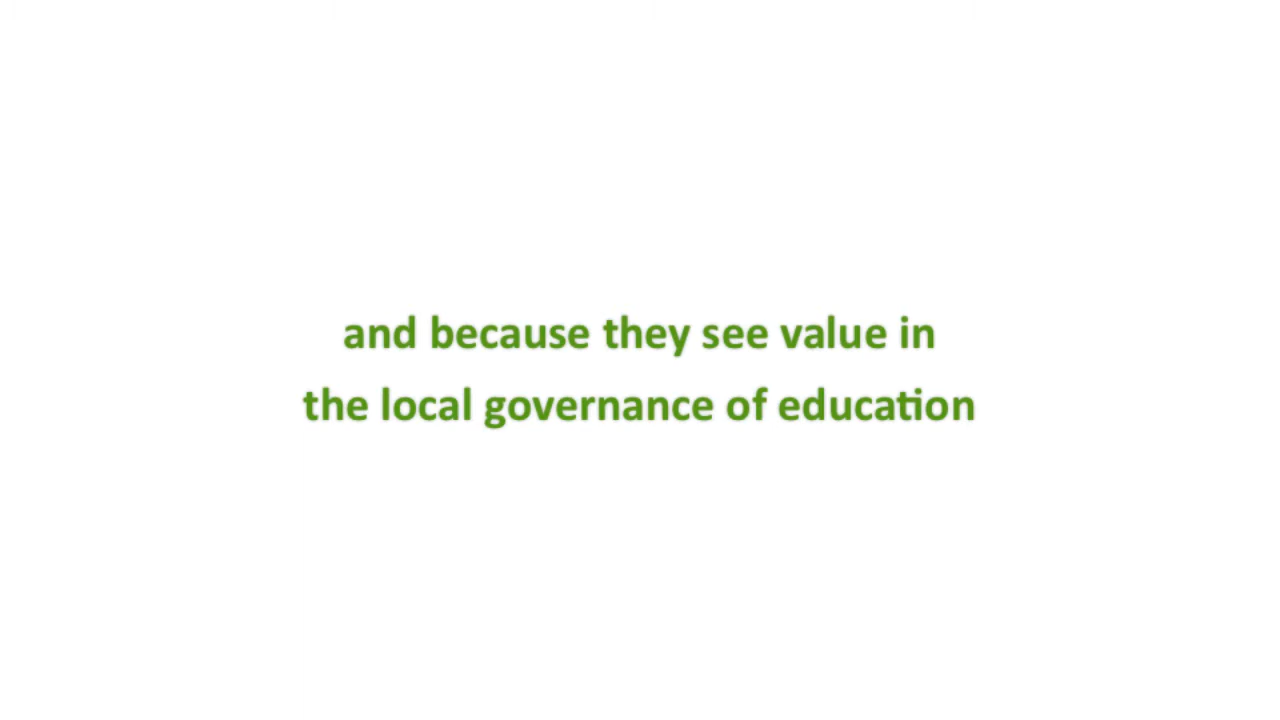 and because they see value in
the local governance of education